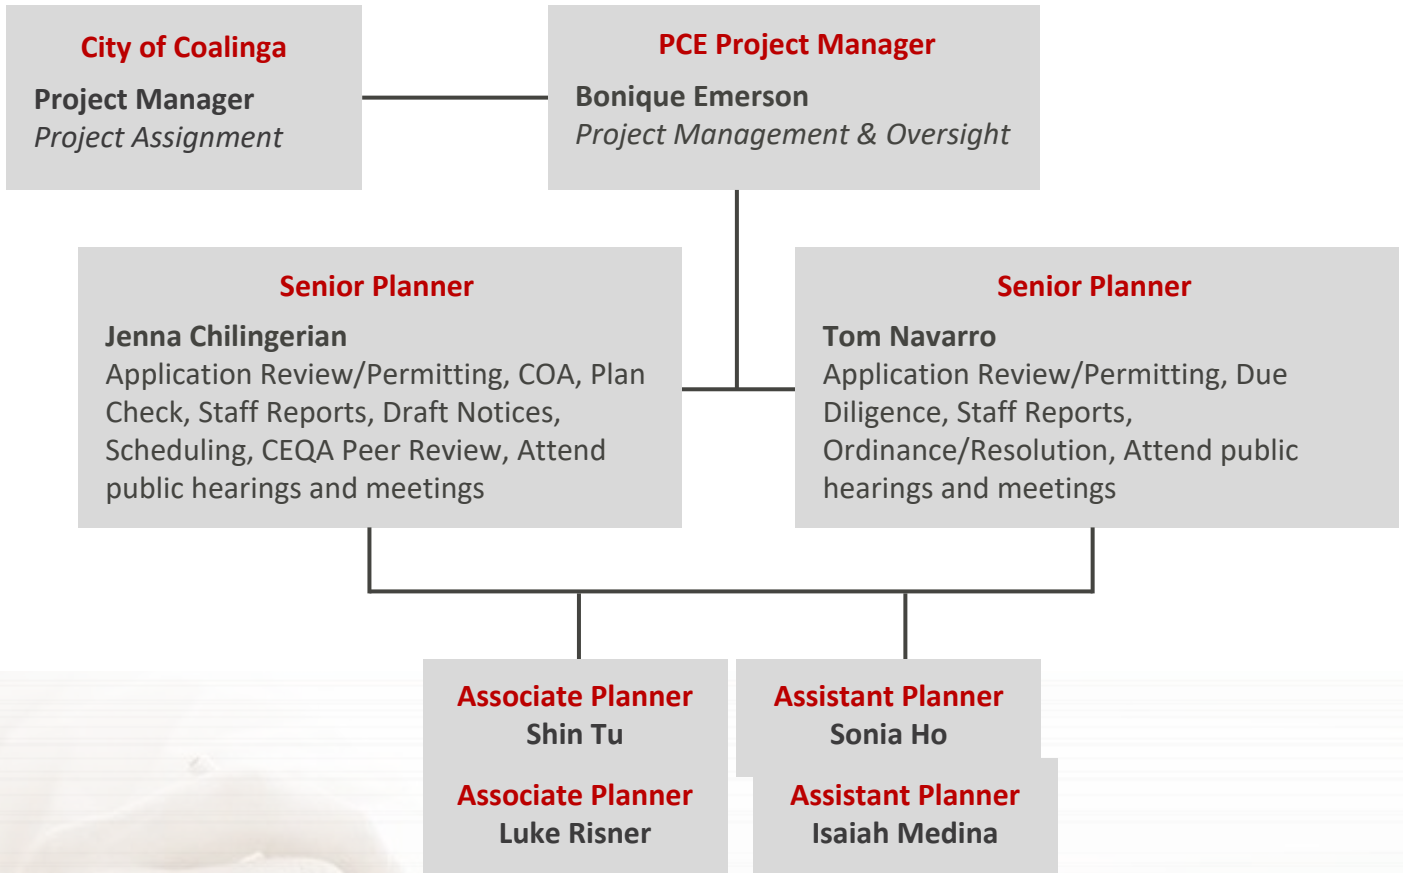 City of Coalinga
Project Manager
Project Assignment
PCE Project Manager
Bonique Emerson
Project Management & Oversight
Senior Planner
Jenna Chilingerian
Application Review/Permitting, COA, Plan
Check, Staff Reports, Draft Notices,
Scheduling, CEQA Peer Review, Attend
public hearings and meetings
Senior Planner
Tom Navarro
Application Review/Permitting, Due
Diligence, Staff Reports,
Ordinance/Resolution, Attend public
hearings and meetings
Associate Planner
Shin Tu
Associate Planner
Luke Risner
Assistant Planner
Sonia Ho
Assistant Planner
Isaiah Medina